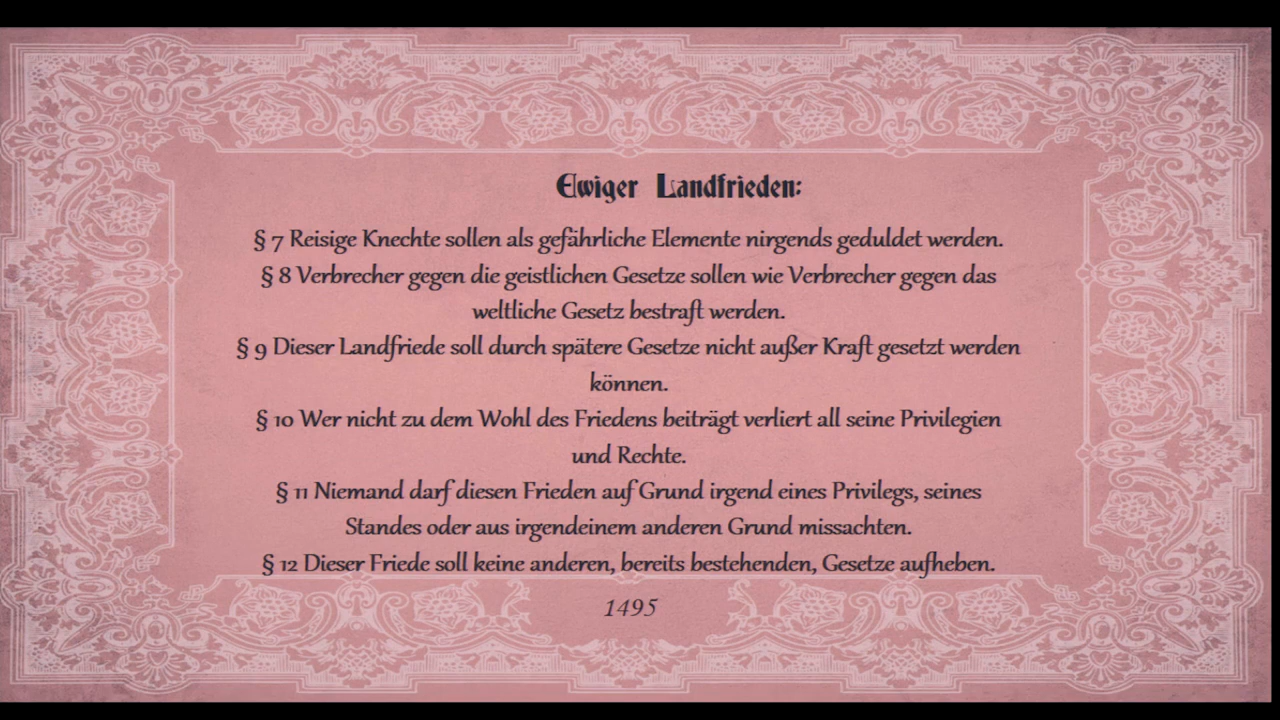 Ewiger Landfrieden:
§ 7 Reisige Knechte sollen als gefährliche Elemente nirgends geduldet werden.
§ 8 Verbrecher gegen die geistlichen Gesetze sollen wie Verbrecher gegen das
weltliche Gesetz bestraft werden.
§ 9 Dieser Landfriede soll durch spätere Gesetze nicht außer Kraft gesetzt werden
können.
§ 10 Wer nicht zu dem Wohl des Friedens beiträgt verliert all seine Privilegien
und Rechte.
§ 11 Niemand darf diesen Frieden auf Grund irgend eines Privilegs, seines
Standes oder aus irgendeinem anderen Grund missachten.
§ 12 Dieser Friede soll keine anderen, bereits bestehenden, Gesetze aufheben.
1495